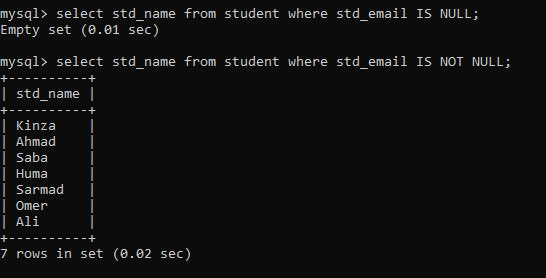 mysql> select std_name from student where std_email IS NULL;
Empty set (0.01 sec)
mysql> select std_name from student where std_email IS NOT NULL;
+----------+
| std_name |
+----------+
| Kinza    |
| Ahmad    |
| Saba     |
| Huma     |
| Sarmad   |
| Omer     |
| Ali      |
+----------+
7 rows in set (0.02 sec)